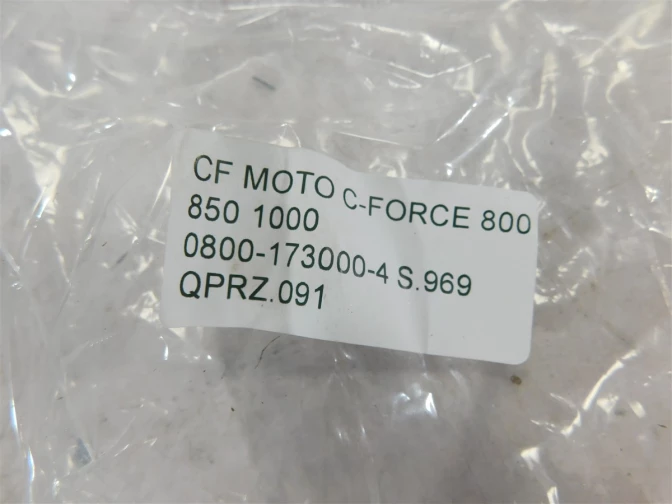 CF MOTO C-FORCE 800
850 1000
0800-173000-4 S.969
QPRZ.091